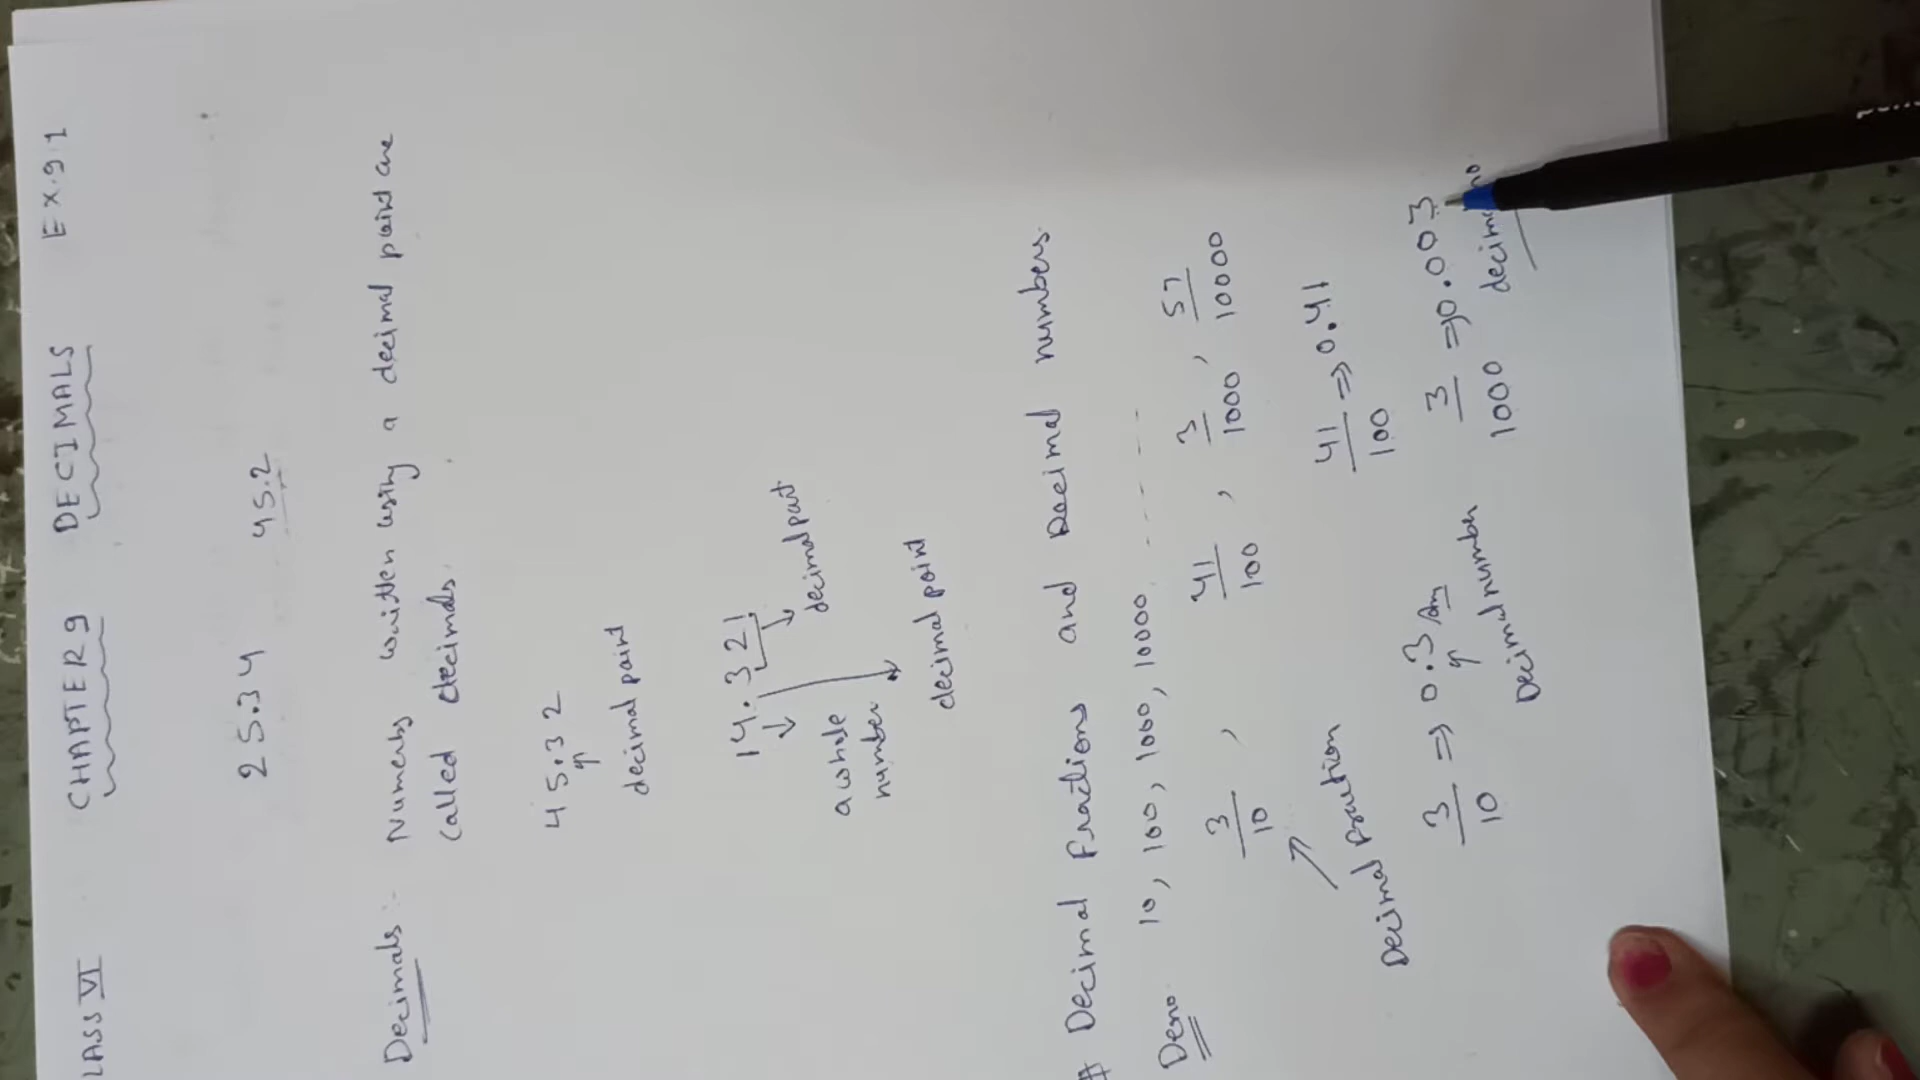 LASS VI CHAPTER 9 DECIMALS EX. 9.1
25.34 45.2
Decimals :- Numers written using a decimal point are
called decimals.
45.32
decimal point
14.321
decimal part
a whole
number
decimal point
# Decimal Fractions and Decimal numbers.
Deno. 10, 100, 1000, 10000 - - - - - - -
3/10 , 41/100 , 3/1000 , 57/10000
Decimal fraction
41/100 => 0.41
3/10 => 0.3 Ans
Decimal number
3/1000 => 0.003
no.